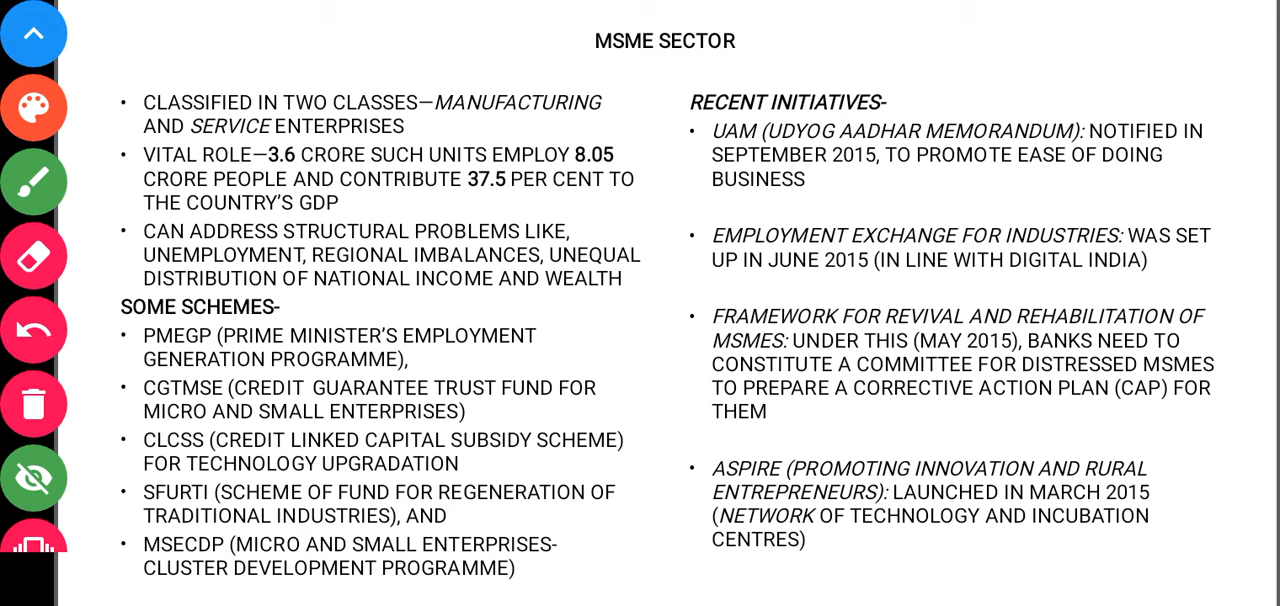 MSME SECTOR
• CLASSIFIED IN TWO CLASSES—MANUFACTURING
AND SERVICE ENTERPRISES
• VITAL ROLE—3.6 CRORE SUCH UNITS EMPLOY 8.05
CRORE PEOPLE AND CONTRIBUTE 37.5 PER CENT TO
THE COUNTRY'S GDP
• CAN ADDRESS STRUCTURAL PROBLEMS LIKE,
UNEMPLOYMENT, REGIONAL IMBALANCES, UNEQUAL
DISTRIBUTION OF NATIONAL INCOME AND WEALTH
SOME SCHEMES-
• PMEGP (PRIME MINISTER'S EMPLOYMENT
GENERATION PROGRAMME),
• CGTMSE (CREDIT GUARANTEE TRUST FUND FOR
MICRO AND SMALL ENTERPRISES)
• CLCSS (CREDIT LINKED CAPITAL SUBSIDY SCHEME)
FOR TECHNOLOGY UPGRADATION
• SFURTI (SCHEME OF FUND FOR REGENERATION OF
TRADITIONAL INDUSTRIES), AND
• MSECDP (MICRO AND SMALL ENTERPRISES-
CLUSTER DEVELOPMENT PROGRAMME)
RECENT INITIATIVES-
• UAM (UDYOG AADHAR MEMORANDUM): NOTIFIED IN
SEPTEMBER 2015, TO PROMOTE EASE OF DOING
BUSINESS
• EMPLOYMENT EXCHANGE FOR INDUSTRIES: WAS SET
UP IN JUNE 2015 (IN LINE WITH DIGITAL INDIA)
• FRAMEWORK FOR REVIVAL AND REHABILITATION OF
MSMES: UNDER THIS (MAY 2015), BANKS NEED TO
CONSTITUTE A COMMITTEE FOR DISTRESSED MSMES
TO PREPARE A CORRECTIVE ACTION PLAN (CAP) FOR
THEM
• ASPIRE (PROMOTING INNOVATION AND RURAL
ENTREPRENEURS): LAUNCHED IN MARCH 2015
(NETWORK OF TECHNOLOGY AND INCUBATION
CENTRES)